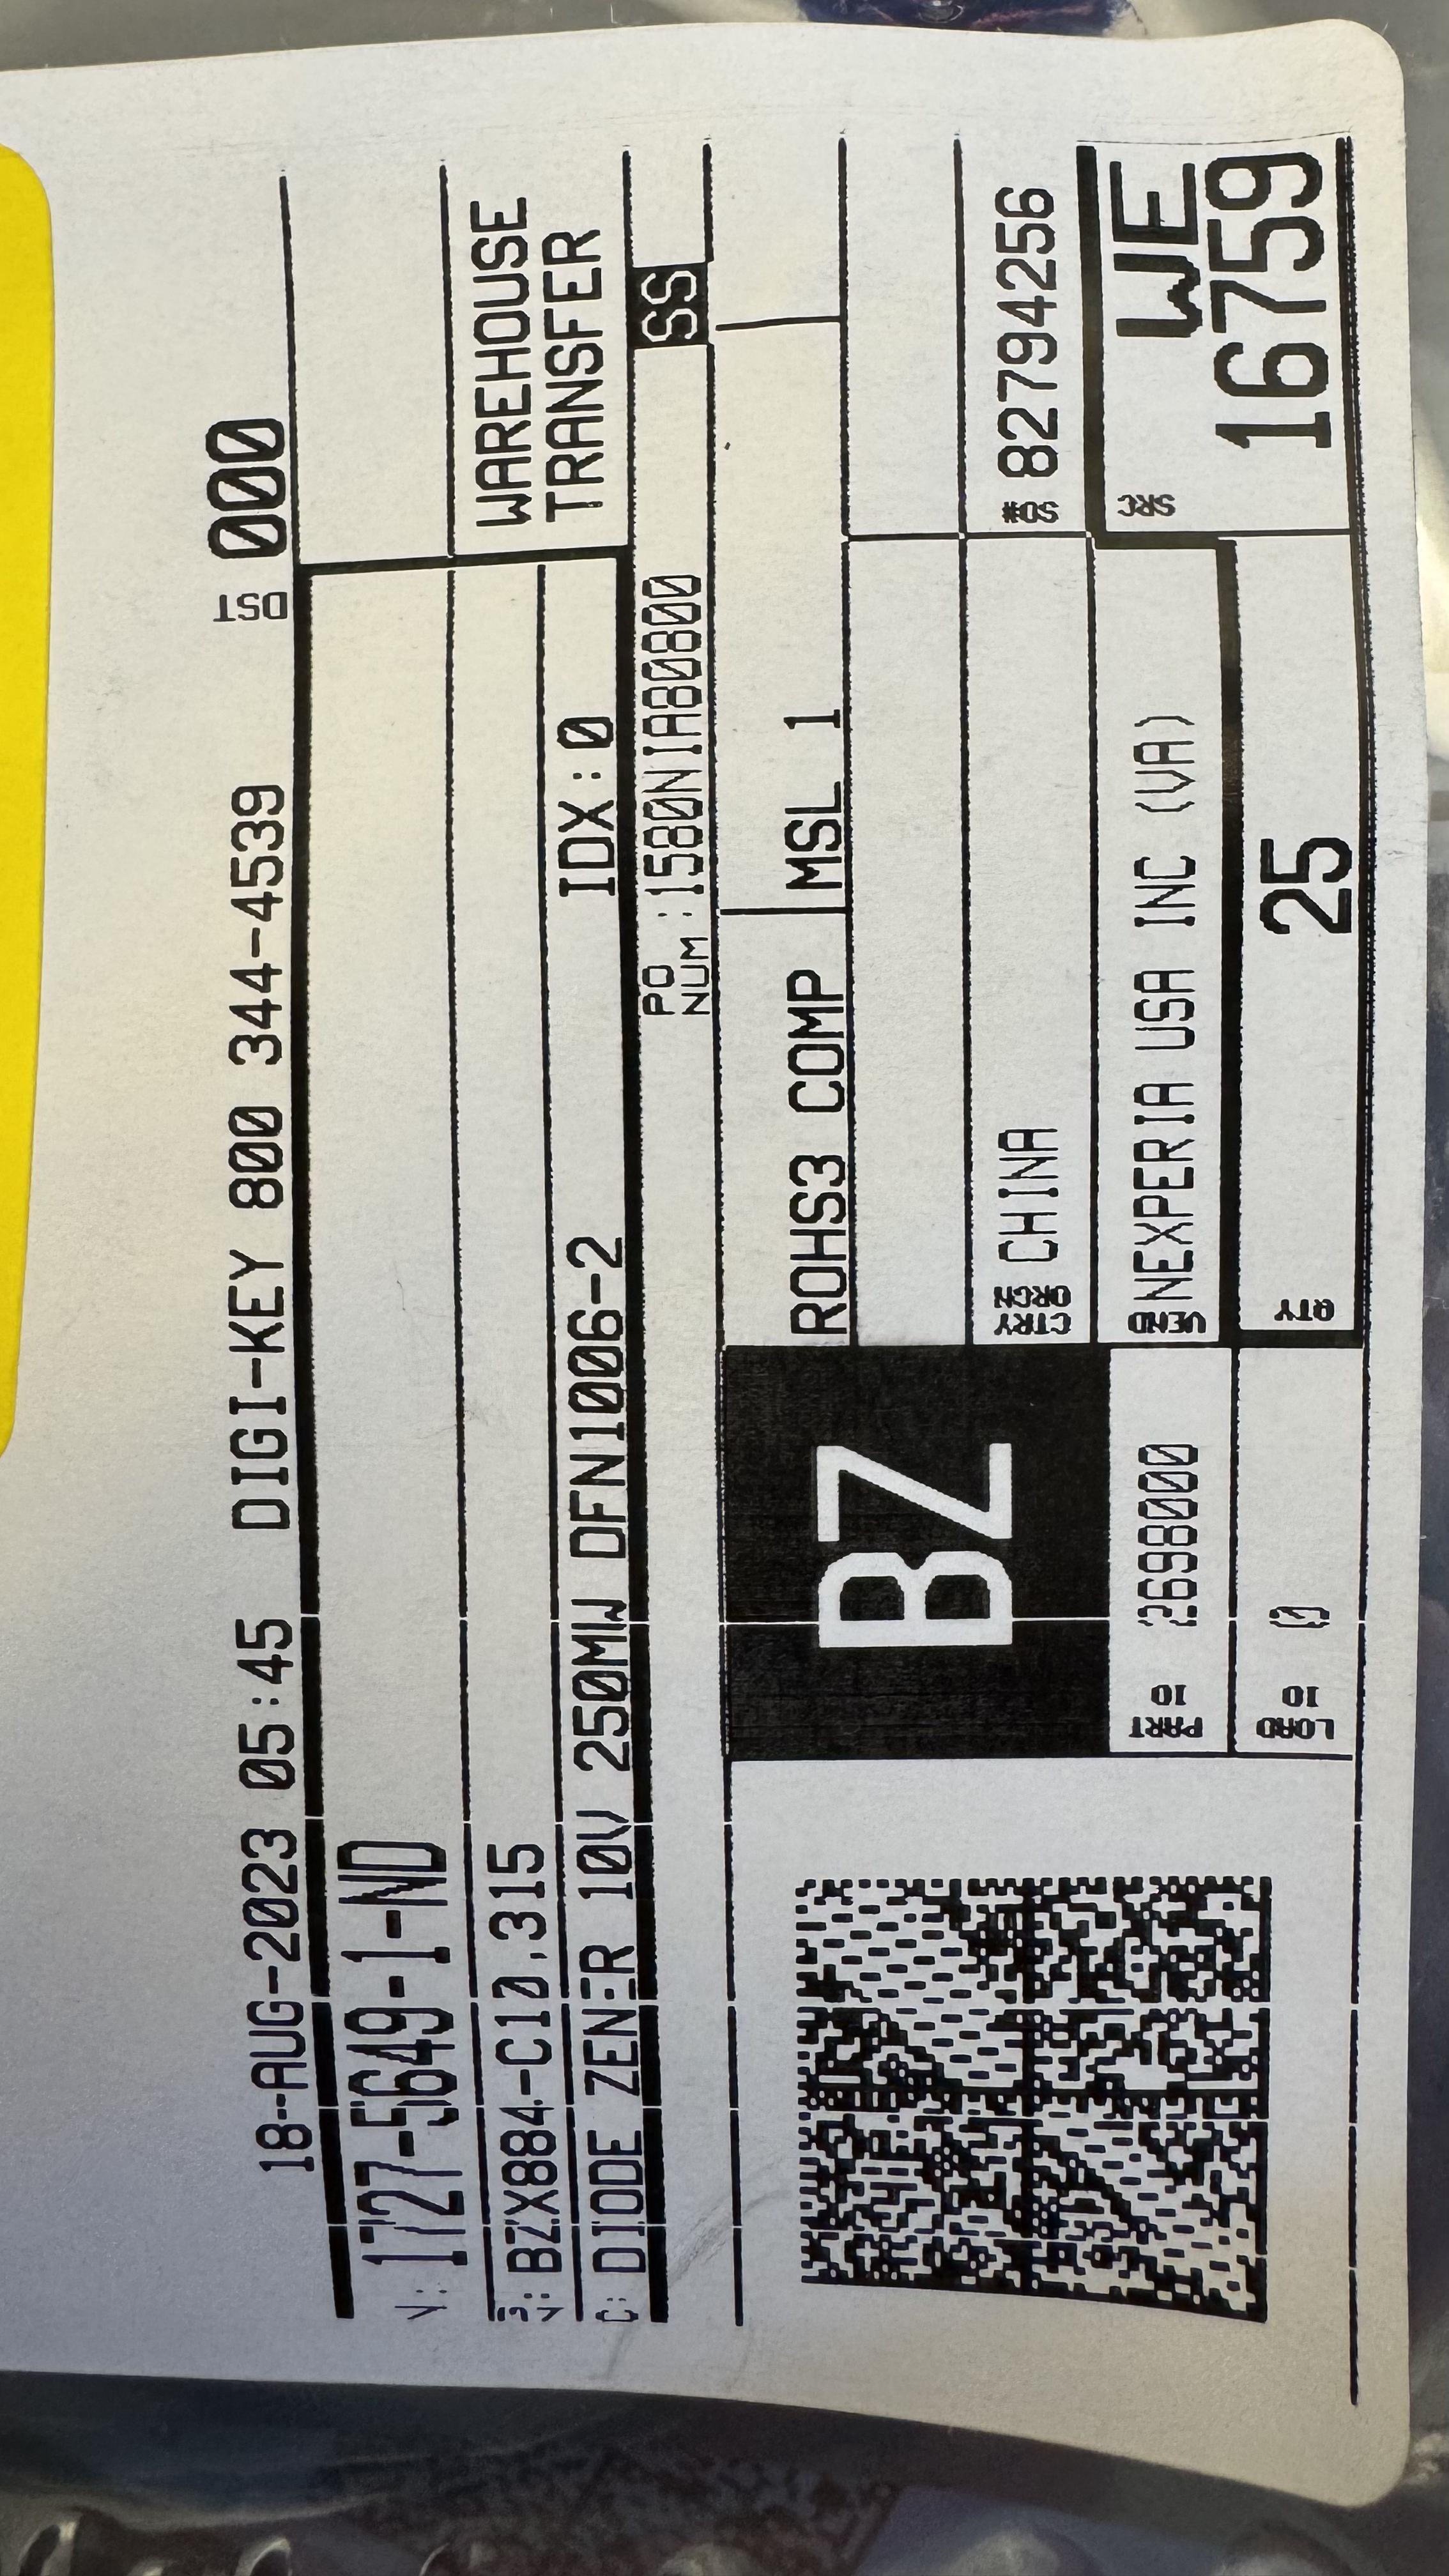 DST 000
18-AUG-2023 05:45 DIGI-KEY 800 344-4539
V: 1727-5649-1-ND
V: BZX884-C10,315
WAREHOUSE
TRANSFER
C: DIODE ZENER 10V 250MW DFN1006-2 IDX: 0
PO
NUM : 1580NIA80800
SS
ROHS3 COMP
MSL 1
BZ
CTRY
ORGN CHINA
SO# 82794256
PART
ID 2698000
VEND NEXPERIA USA INC (VA)
SRC WE
16759
LOAD
ID 0
QTY 25